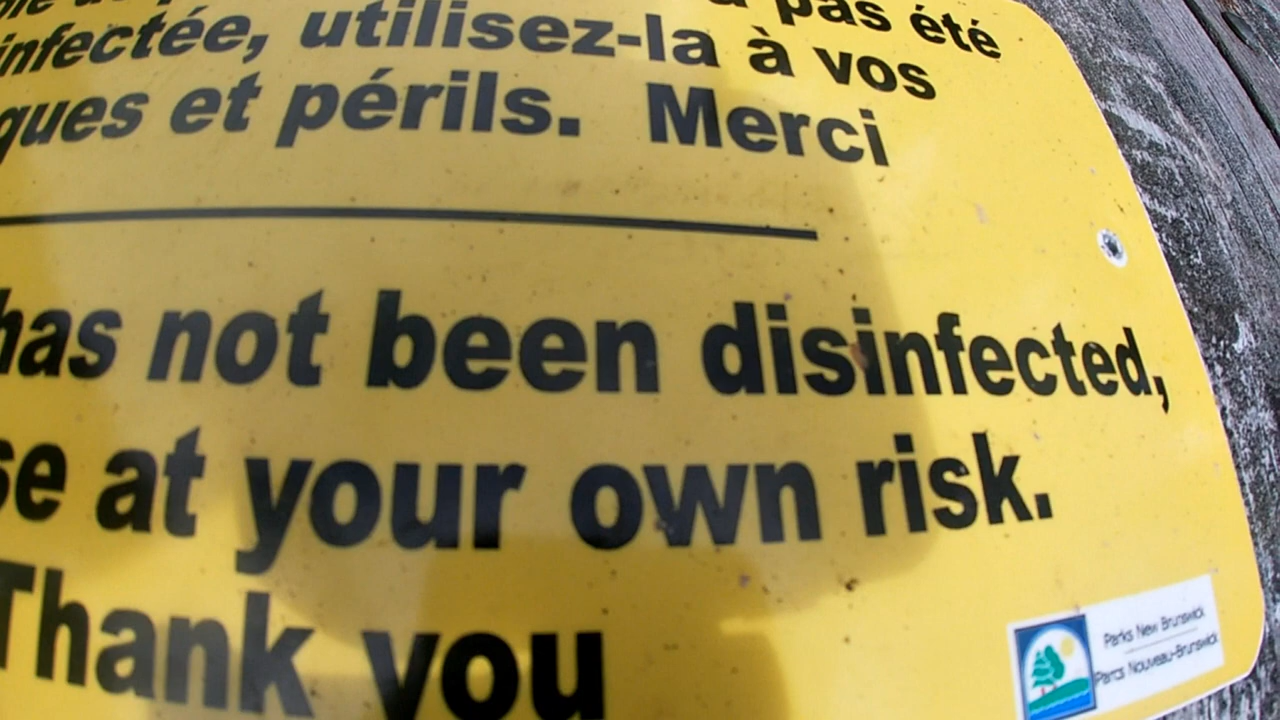 pas été
infectée, utilisez-la à vos
ques et périls. Merci
has not been disinfected,
se at your own risk.
Thank you
Parks New Brunswick
Parcs Nouveau-Brunswick